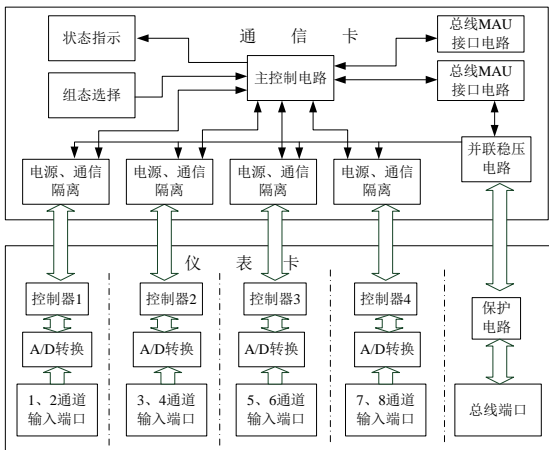 通 信 卡
状态指示
组态选择
主控制电路
总线MAU
接口电路
总线MAU
接口电路
并联稳压
电路
电源、通信
隔离
电源、通信
隔离
电源、通信
隔离
电源、通信
隔离
仪 表 卡
控制器1
控制器2
控制器3
控制器4
保护
电路
A/D转换
A/D转换
A/D转换
A/D转换
1、2通道
输入端口
3、4通道
输入端口
5、6通道
输入端口
7、8通道
输入端口
总线端口